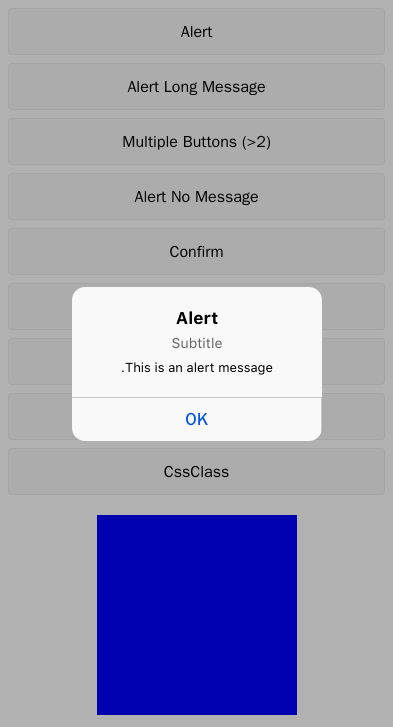 Alert
Alert Long Message
Multiple Buttons (>2)
Alert No Message
Confirm
Alert
Subtitle
.This is an alert message
OK
CssClass